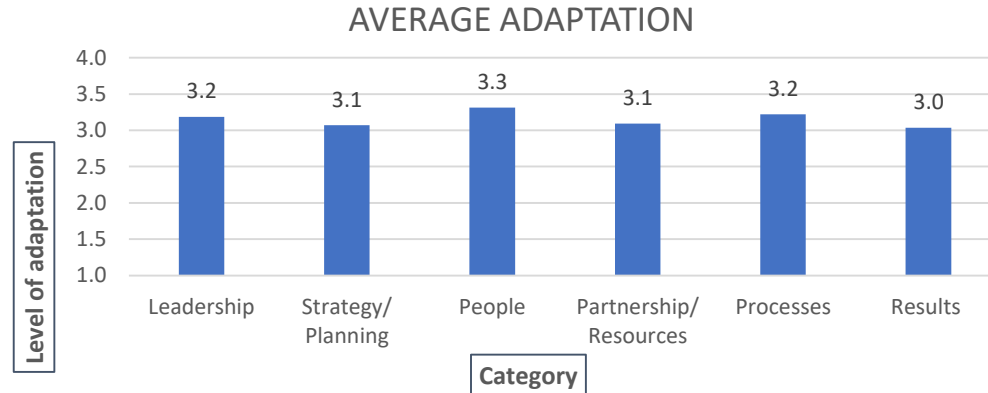 AVERAGE ADAPTATION
4.0
3.5
3.0
2.5
2.0
1.5
1.0
3.2
3.1
3.3
3.1
3.2
3.0
Leadership
Strategy/
Planning
People
Partnership/
Resources
Processes
Results
Level of adaptation
Category